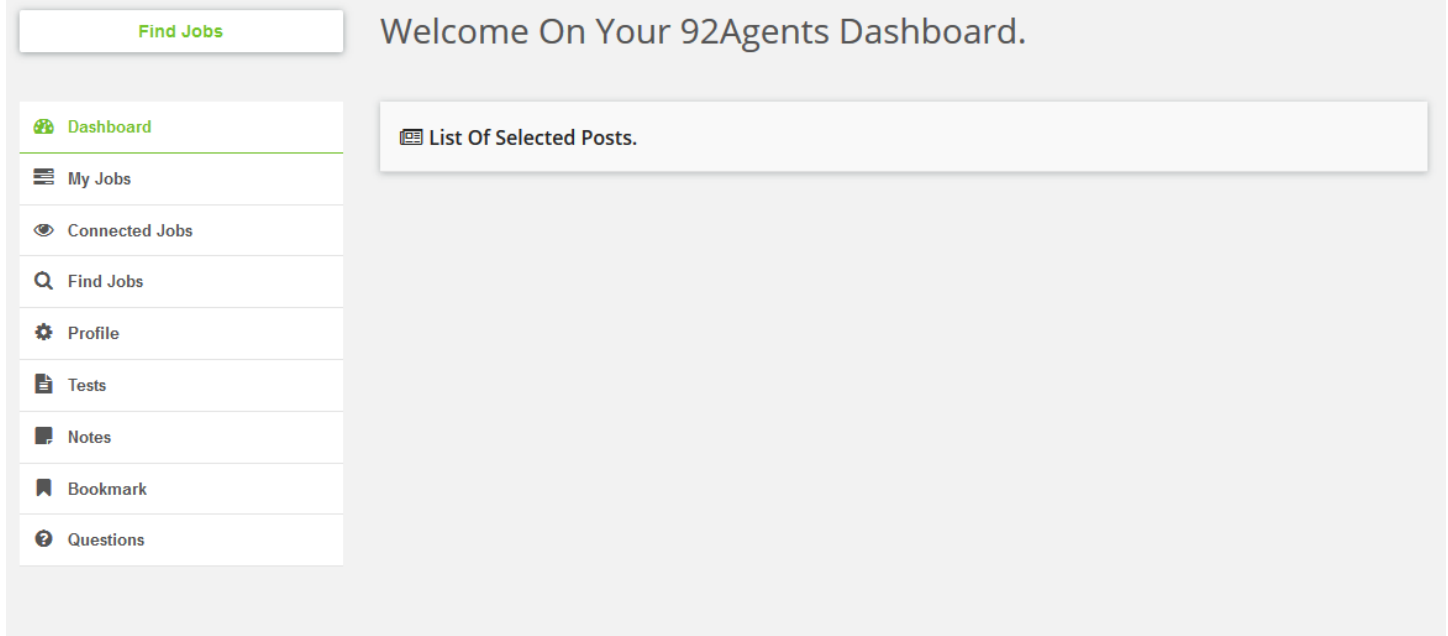 Find Jobs
Welcome On Your 92Agents Dashboard.
Dashboard
My Jobs
Connected Jobs
Find Jobs
Profile
Tests
Notes
Bookmark
Questions
List Of Selected Posts.